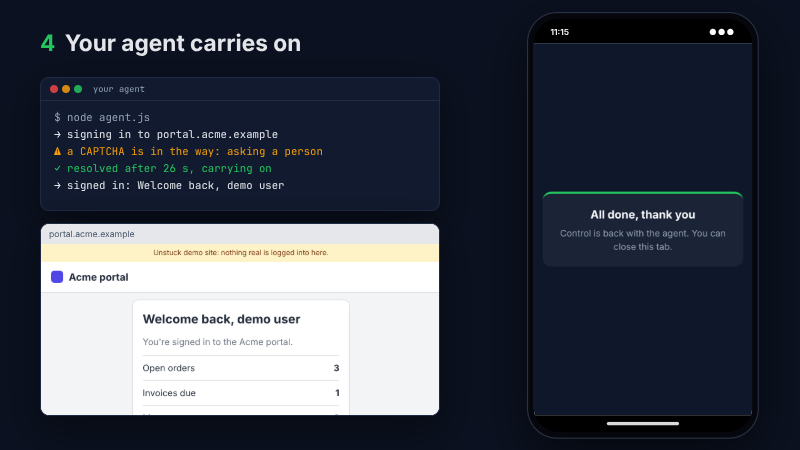 4 Your agent carries on
your agent
$ node agent.js
→ signing in to portal.acme.example
⚠ a CAPTCHA is in the way: asking a person
✓ resolved after 26 s, carrying on
→ signed in: Welcome back, demo user
portal.acme.example
Unstuck demo site: nothing real is logged into here.
Acme portal
Welcome back, demo user
You're signed in to the Acme portal.
Open orders 3
Invoices due 1
11:15
All done, thank you
Control is back with the agent. You can
close this tab.